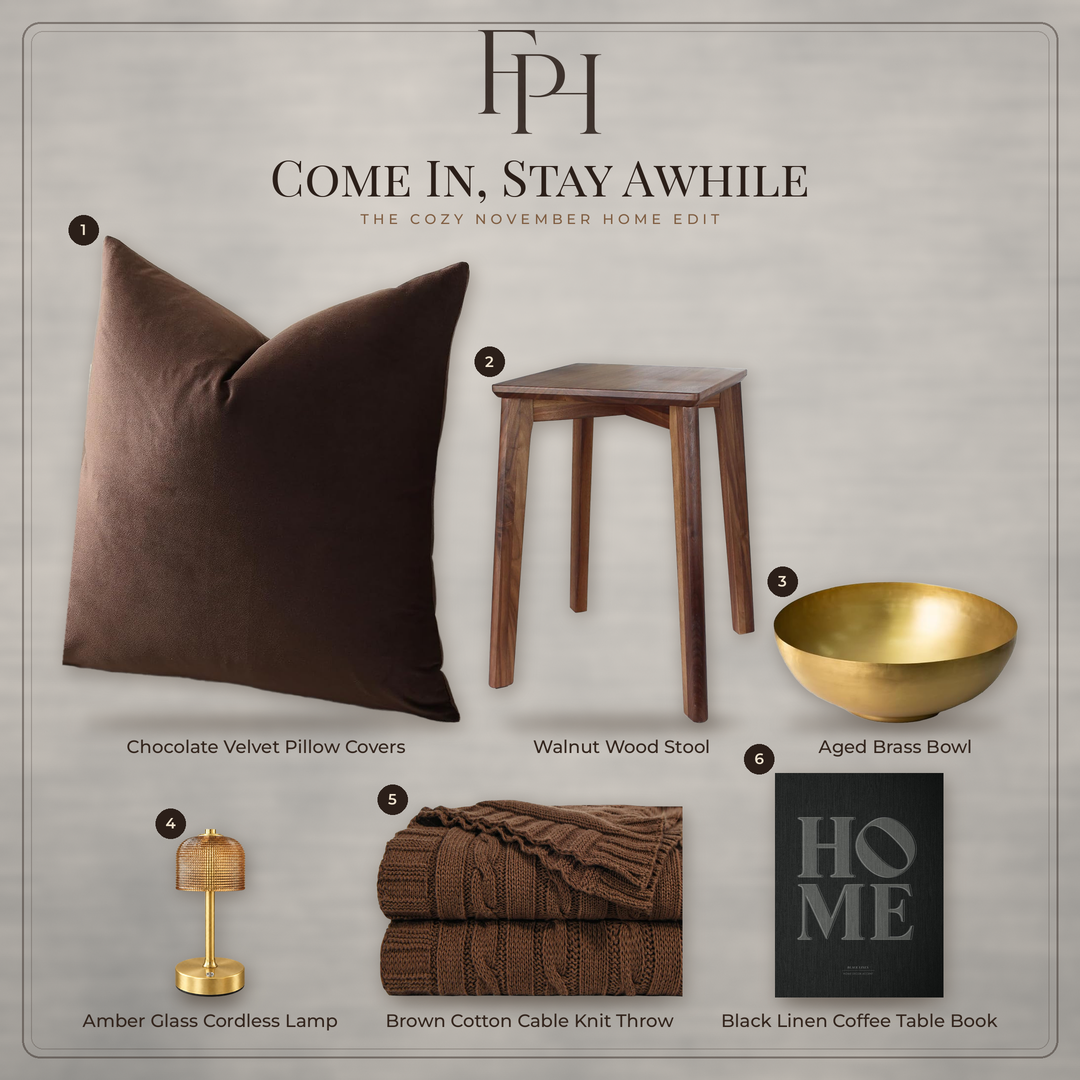 FPH
Come In, Stay Awhile
THE COZY NOVEMBER HOME EDIT
1
2
3
Chocolate Velvet Pillow Covers
Walnut Wood Stool
Aged Brass Bowl
4
5
6
HO
ME
Amber Glass Cordless Lamp
Brown Cotton Cable Knit Throw
Black Linen Coffee Table Book